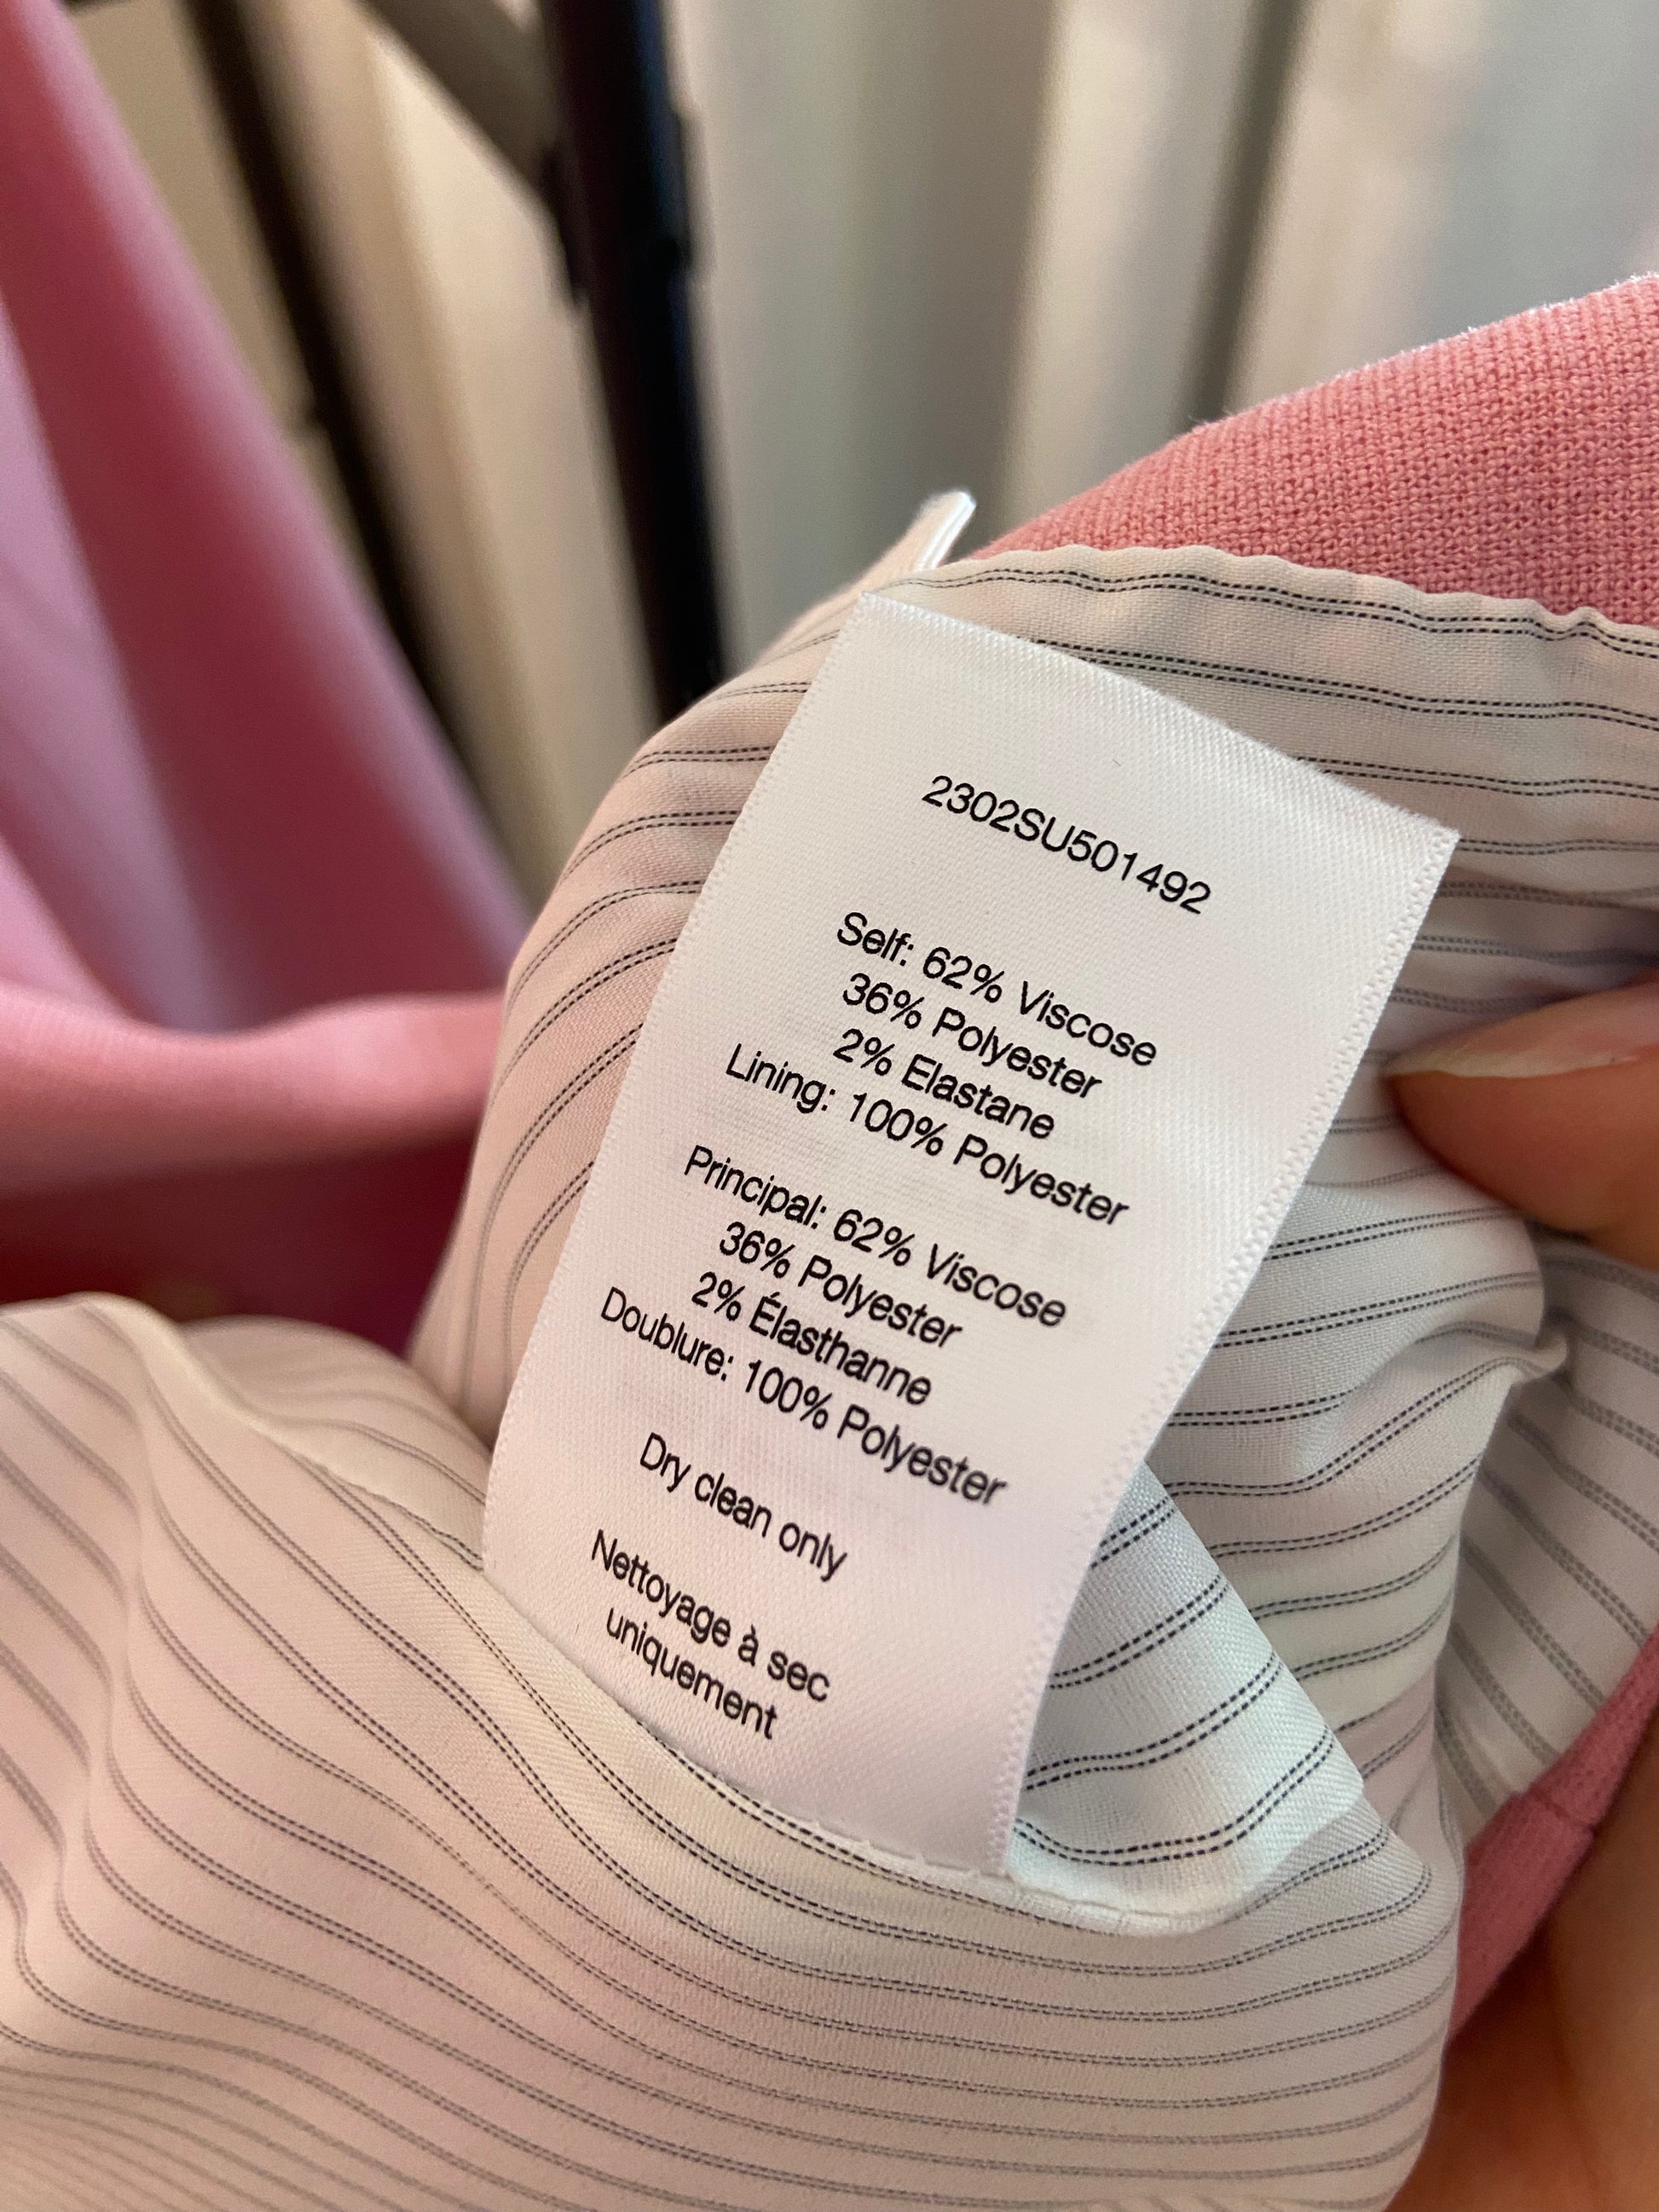 2302SU501492
Self: 62% Viscose
36% Polyester
2% Elastane
Lining: 100% Polyester
Principal: 62% Viscose
36% Polyester
2% Élasthanne
Doublure: 100% Polyester
Dry clean only
Nettoyage à sec
uniquement